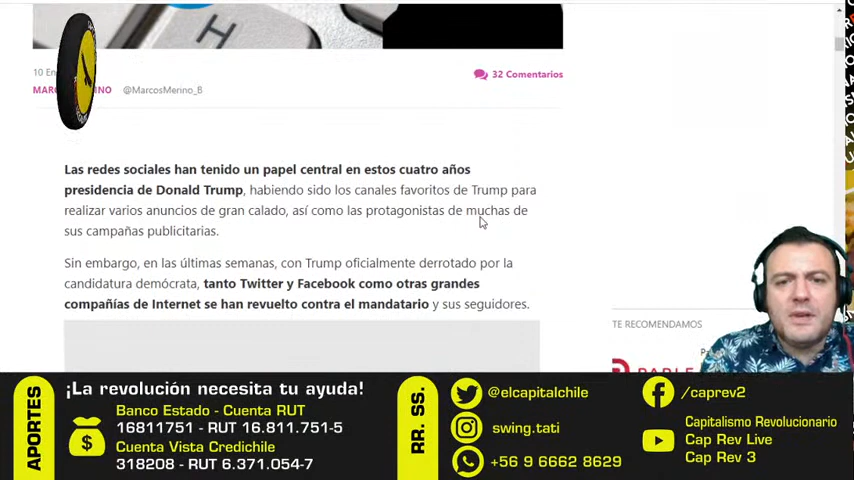 H
10 En
32 Comentarios
MAR
INO
@MarcosMerino_B
Las redes sociales han tenido un papel central en estos cuatro años
presidencia de Donald Trump, habiendo sido los canales favoritos de Trump para
realizar varios anuncios de gran calado, así como las protagonistas de muchas de
sus campañas publicitarias.
Sin embargo, en las últimas semanas, con Trump oficialmente derrotado por la
candidatura demócrata, tanto Twitter y Facebook como otras grandes
compañías de Internet se han revuelto contra el mandatario y sus seguidores.
TE RECOMENDAMOS
APORTES
¡La revolución necesita tu ayuda!
Banco Estado - Cuenta RUT
16811751 - RUT 16.811.751-5
Cuenta Vista Credichile
318208 - RUT 6.371.054-7
RR. SS.
@elcapitalchile
swing.tati
+56 9 6662 8629
/caprev2
Capitalismo Revolucionario
Cap Rev Live
Cap Rev 3